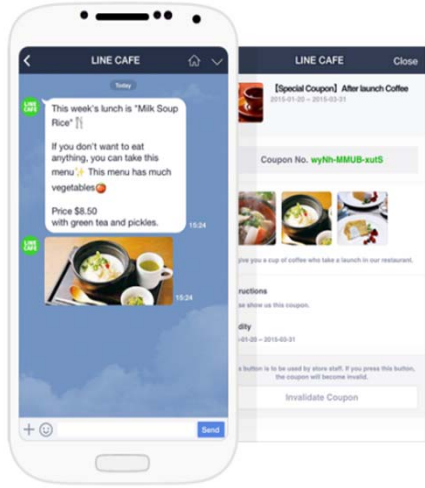 LINE CAFE
Today
LINE
CAFE
This week's lunch is "Milk Soup
Rice"
If you don't want to eat
anything, you can take this
menu This menu has much
vegetables
Price $8.50
with green tea and pickles.
15:24
LINE
CAFE
15:24
Send
LINE CAFE
Close
【Special Coupon】After launch Coffee
2015-01-20 ~ 2015-03-31
Coupon No. wyNh-MMUB-xutS
give you a cup of coffee who take a launch in our restaurant.
ructions
se show us this coupon.
dity
-01-20 ~ 2015-03-31
s button is to be used by store staff. If you press this button,
the coupon will become invalid.
Invalidate Coupon